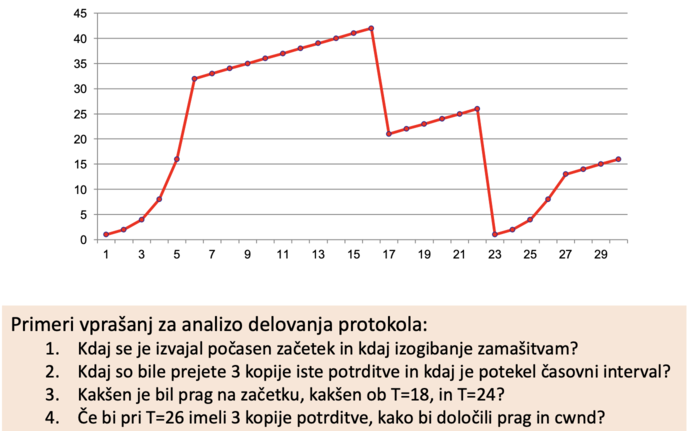 45
40
35
30
25
20
15
10
5
0
1 3 5 7 9 11 13 15 17 19 21 23 25 27 29
Primeri vprašanj za analizo delovanja protokola:
1. Kdaj se je izvajal počasen začetek in kdaj izogibanje zamašitvam?
2. Kdaj so bile prejete 3 kopije iste potrditve in kdaj je potekel časovni interval?
3. Kakšen je bil prag na začetku, kakšen ob T=18, in T=24?
4. Če bi pri T=26 imeli 3 kopije potrditve, kako bi določili prag in cwnd?